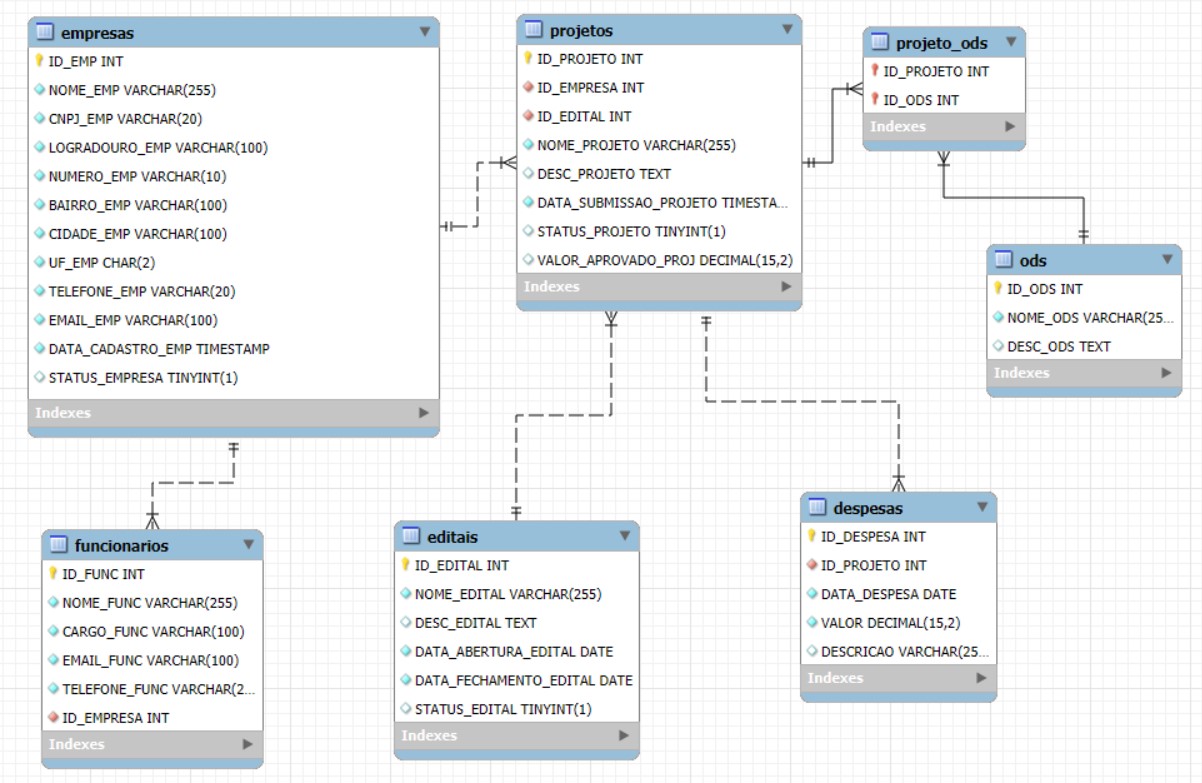 empresas
ID_EMP INT
NOME_EMP VARCHAR(255)
CNPJ_EMP VARCHAR(20)
LOGRADOURO_EMP VARCHAR(100)
NUMERO_EMP VARCHAR(10)
BAIRRO_EMP VARCHAR(100)
CIDADE_EMP VARCHAR(100)
UF_EMP CHAR(2)
TELEFONE_EMP VARCHAR(20)
EMAIL_EMP VARCHAR(100)
DATA_CADASTRO_EMP TIMESTAMP
STATUS_EMPRESA TINYINT(1)
Indexes
projetos
ID_PROJETO INT
ID_EMPRESA INT
ID_EDITAL INT
NOME_PROJETO VARCHAR(255)
DESC_PROJETO TEXT
DATA_SUBMISSAO_PROJETO TIMESTA...
STATUS_PROJETO TINYINT(1)
VALOR_APROVADO_PROJ DECIMAL(15,2)
Indexes
projeto_ods
ID_PROJETO INT
ID_ODS INT
Indexes
ods
ID_ODS INT
NOME_ODS VARCHAR(25...
DESC_ODS TEXT
Indexes
funcionarios
ID_FUNC INT
NOME_FUNC VARCHAR(255)
CARGO_FUNC VARCHAR(100)
EMAIL_FUNC VARCHAR(100)
TELEFONE_FUNC VARCHAR(2...
ID_EMPRESA INT
Indexes
editais
ID_EDITAL INT
NOME_EDITAL VARCHAR(255)
DESC_EDITAL TEXT
DATA_ABERTURA_EDITAL DATE
DATA_FECHAMENTO_EDITAL DATE
STATUS_EDITAL TINYINT(1)
Indexes
despesas
ID_DESPESA INT
ID_PROJETO INT
DATA_DESPESA DATE
VALOR DECIMAL(15,2)
DESCRICAO VARCHAR(25...
Indexes